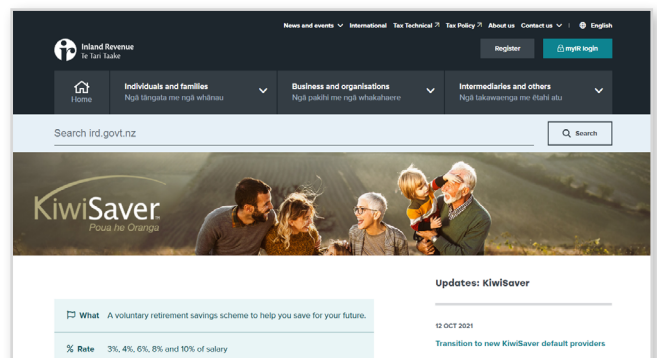 News and events International Tax Technical Tax Policy About us Contact us English
Inland Revenue
Te Tari Taake
Register myIR login
Home
Individuals and families
Ngā tāngata me ngā whānau
Business and organisations
Ngā pakihi me ngā whakahaere
Intermediaries and others
Ngā takawaenga me ētahi atu
Search ird.govt.nz Search
KiwiSaver
Poua he Oranga
Updates: KiwiSaver
What A voluntary retirement savings scheme to help you save for your future.
12 OCT 2021
Transition to new KiwiSaver default providers
% Rate 3%, 4%, 6%, 8% and 10% of salary